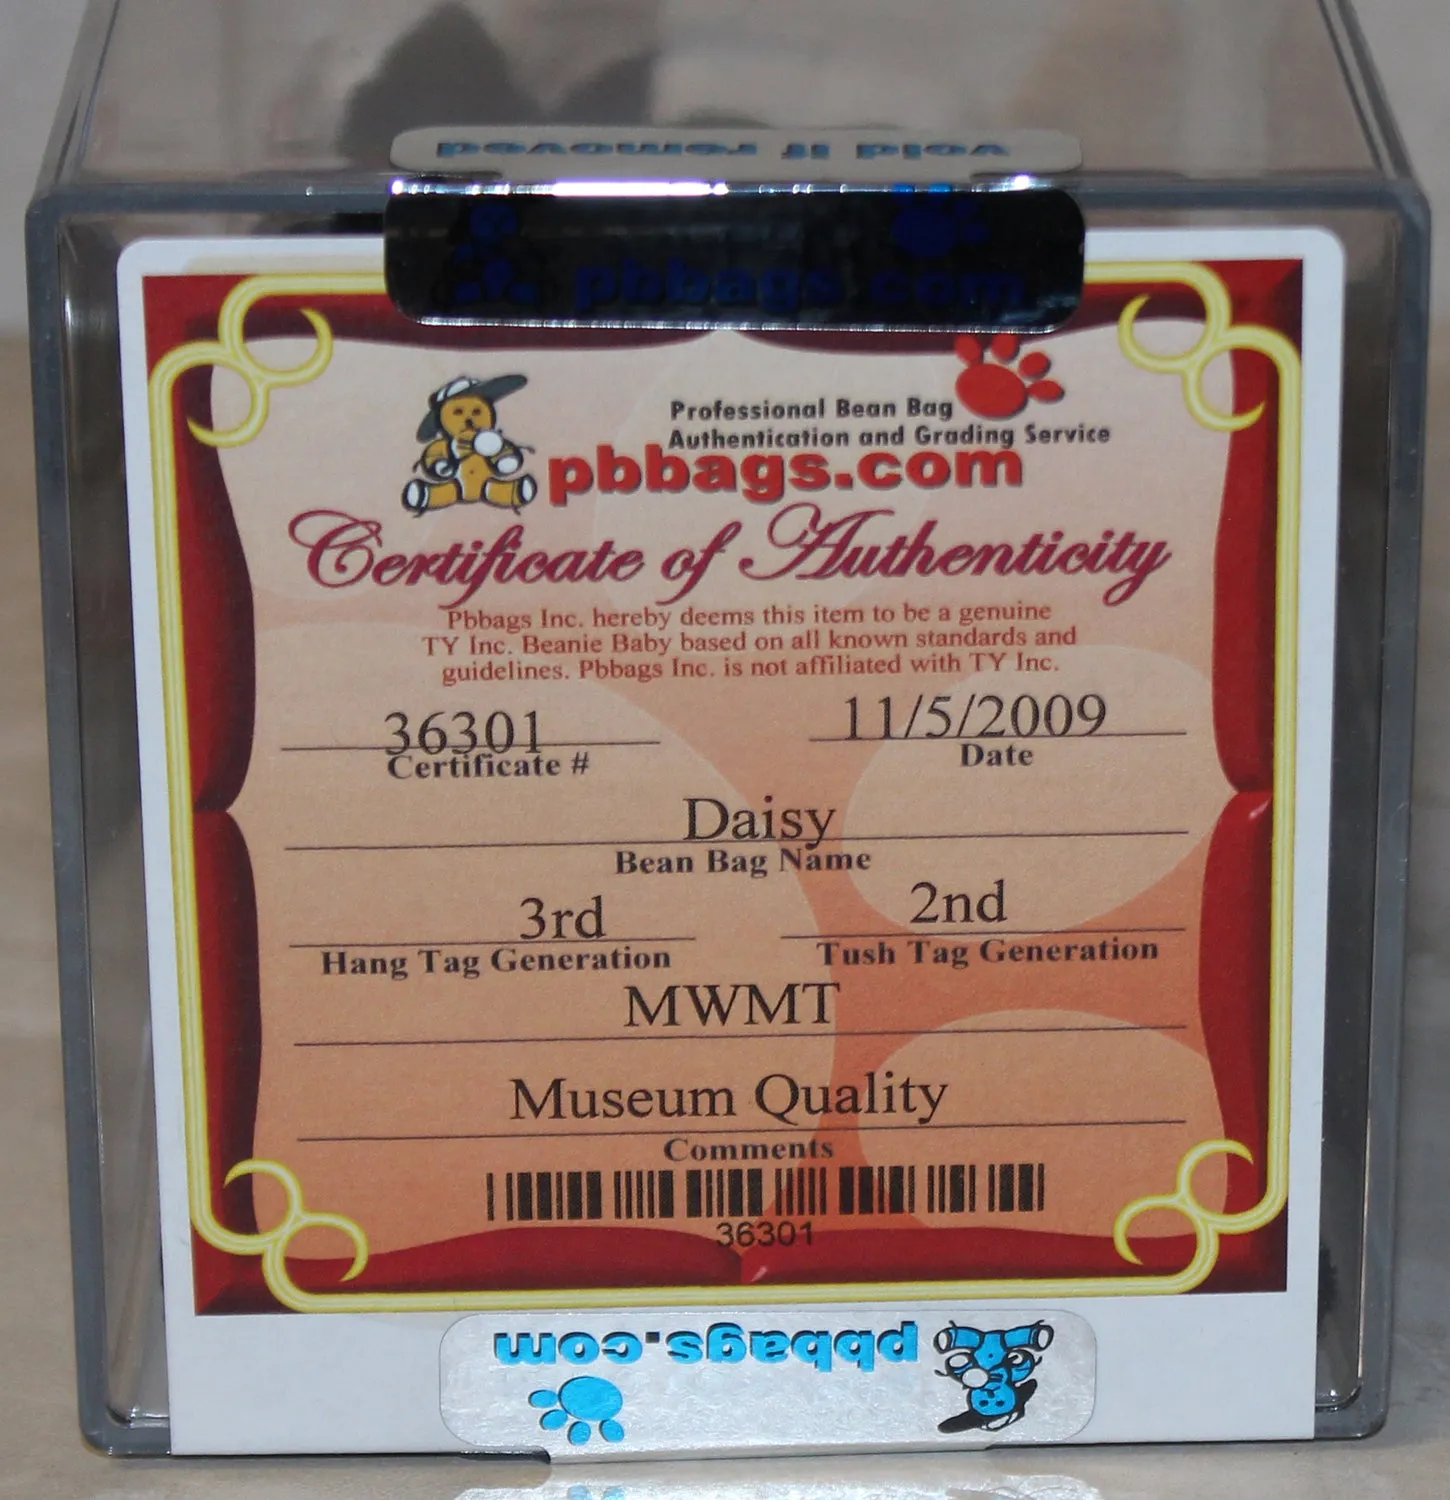 void if removed
pbbags.com
Professional Bean Bag
Authentication and Grading Service
pbbags.com
Certificate of Authenticity
Pbbags Inc. hereby deems this item to be a genuine
TY Inc. Beanie Baby based on all known standards and
guidelines. Pbbags Inc. is not affiliated with TY Inc.
36301 11/5/2009
Certificate # Date
Daisy
Bean Bag Name
3rd 2nd
Hang Tag Generation Tush Tag Generation
MWMT
Museum Quality
Comments
36301
pbbags.com